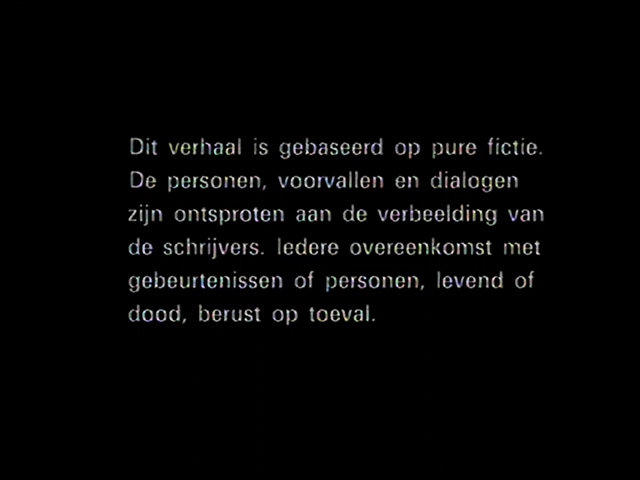 Dit verhaal is gebaseerd op pure fictie.
De personen, voorvallen en dialogen
zijn ontsproten aan de verbeelding van
de schrijvers. Iedere overeenkomst met
gebeurtenissen of personen, levend of
dood, berust op toeval.